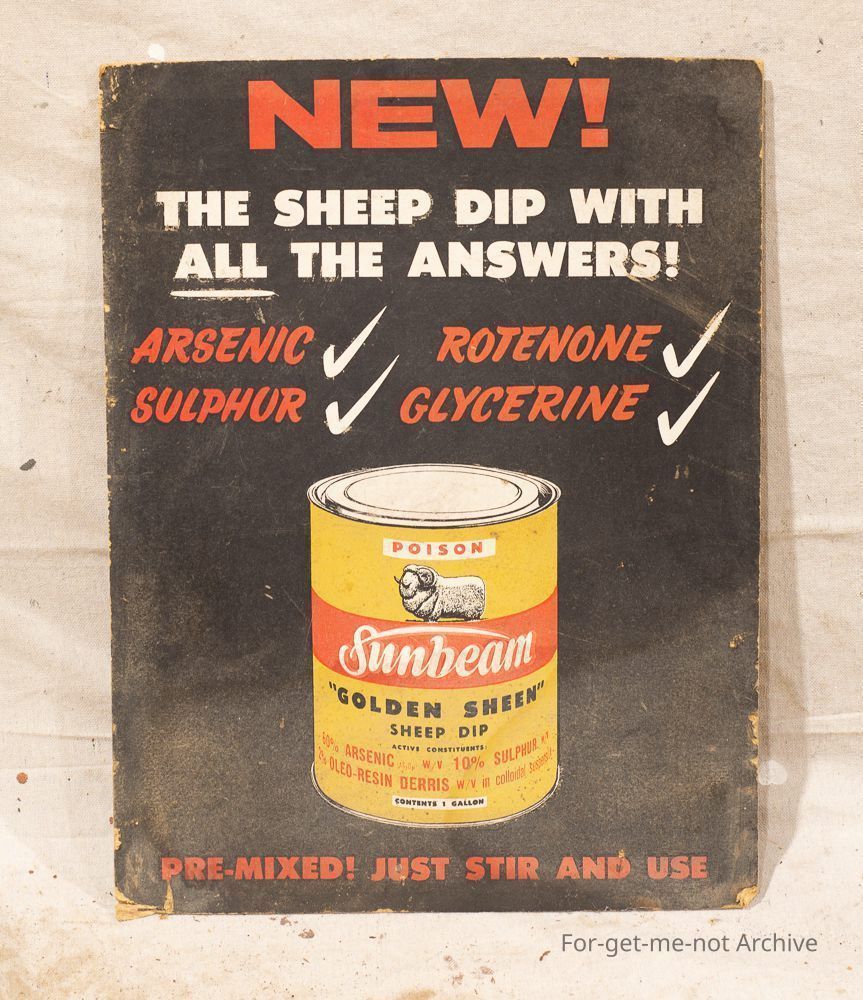 NEW!
THE SHEEP DIP WITH
ALL THE ANSWERS!
ARSENIC ROTENONE
SULPHUR GLYCERINE
POISON
Sunbeam
"GOLDEN SHEEN"
SHEEP DIP
ACTIVE CONSTITUENTS:
ARSENIC w/v 10% SULPHUR
OLEO-RESIN DERRIS w/v in colloidal
CONTENTS 1 GALLON
PRE-MIXED! JUST STIR AND USE
For-get-me-not Archive